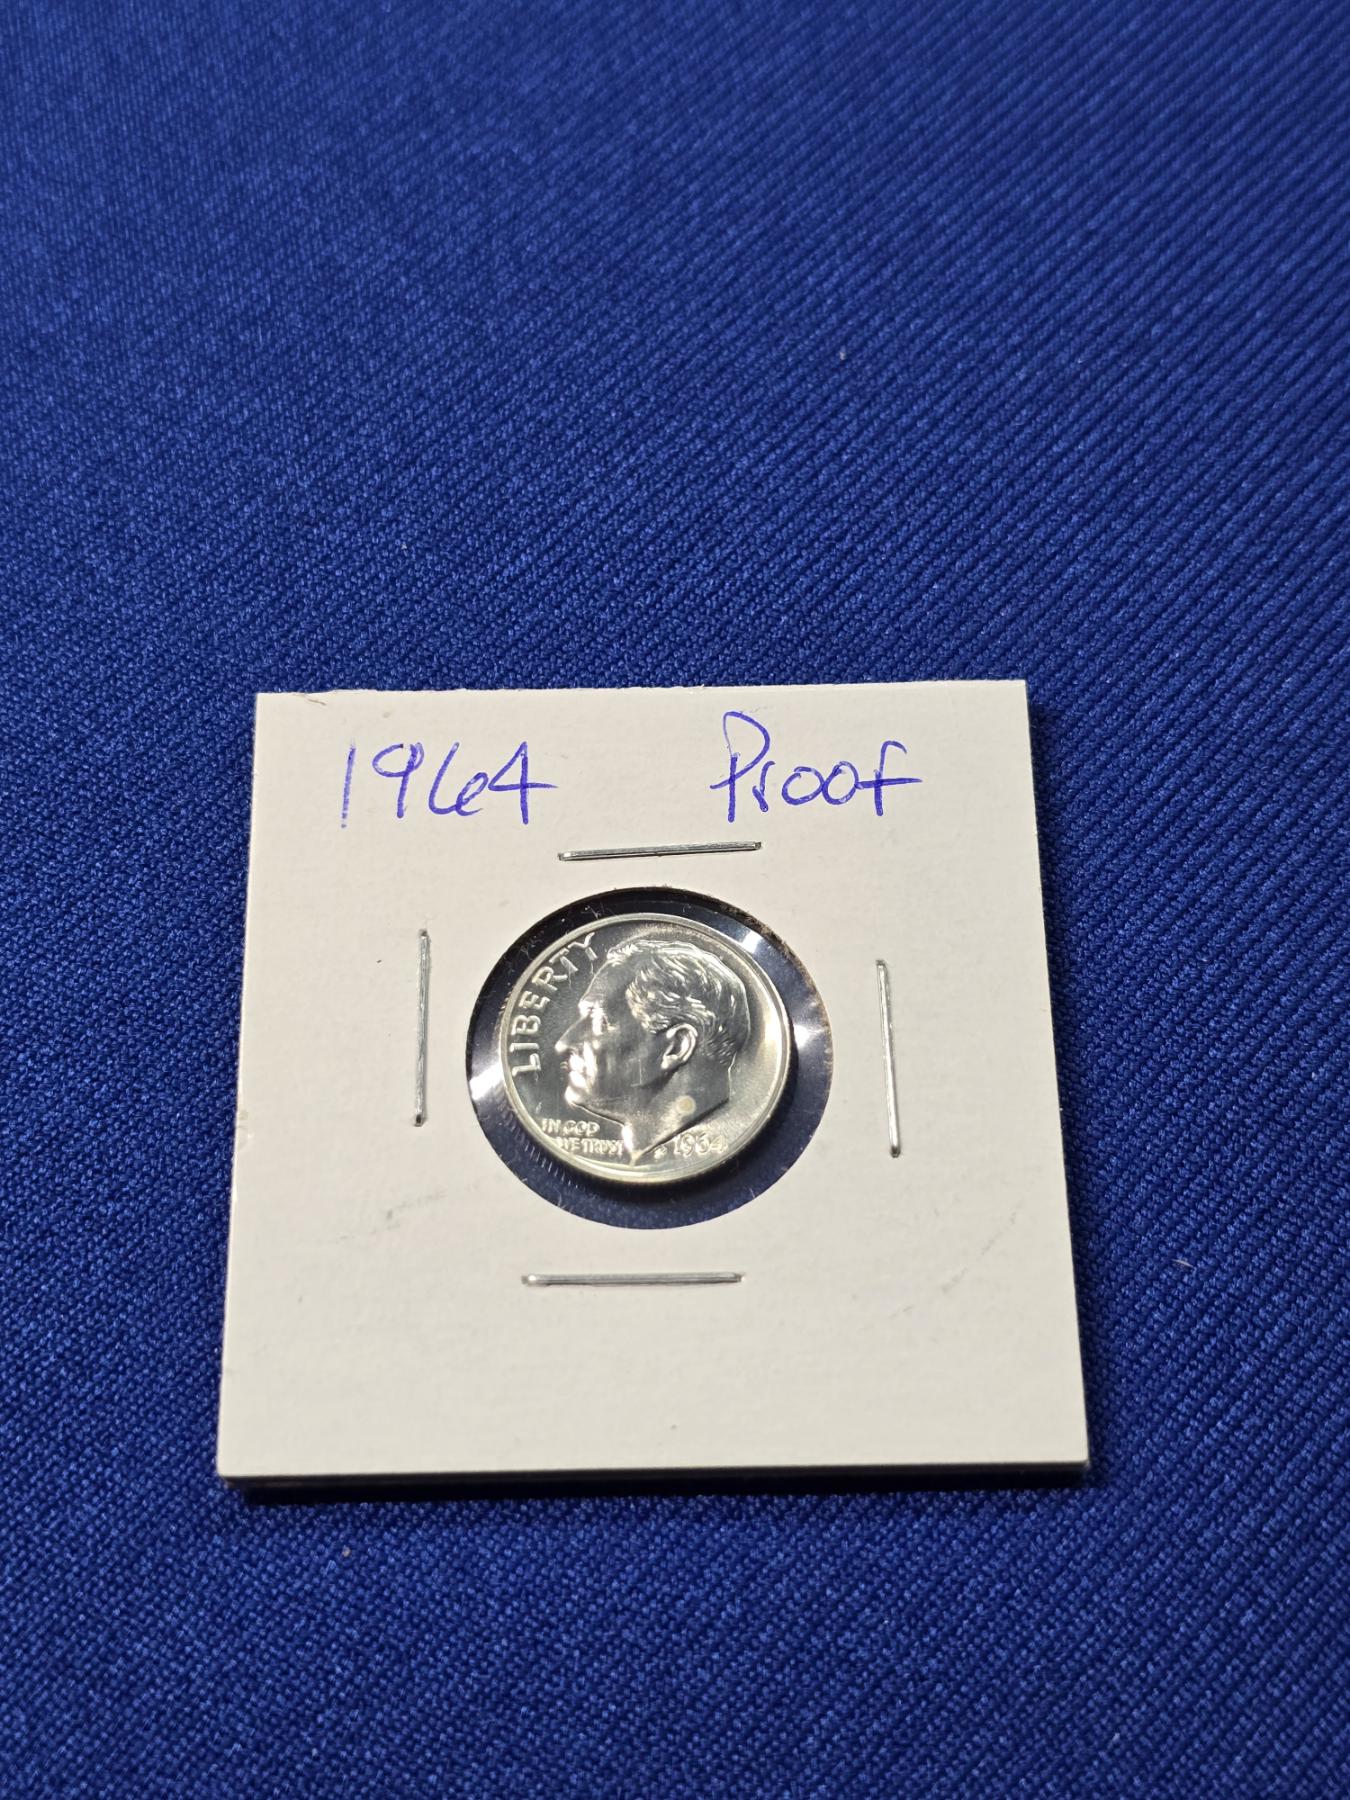 1964 Proof
LIBERTY
IN GOD
WE TRUST
1964